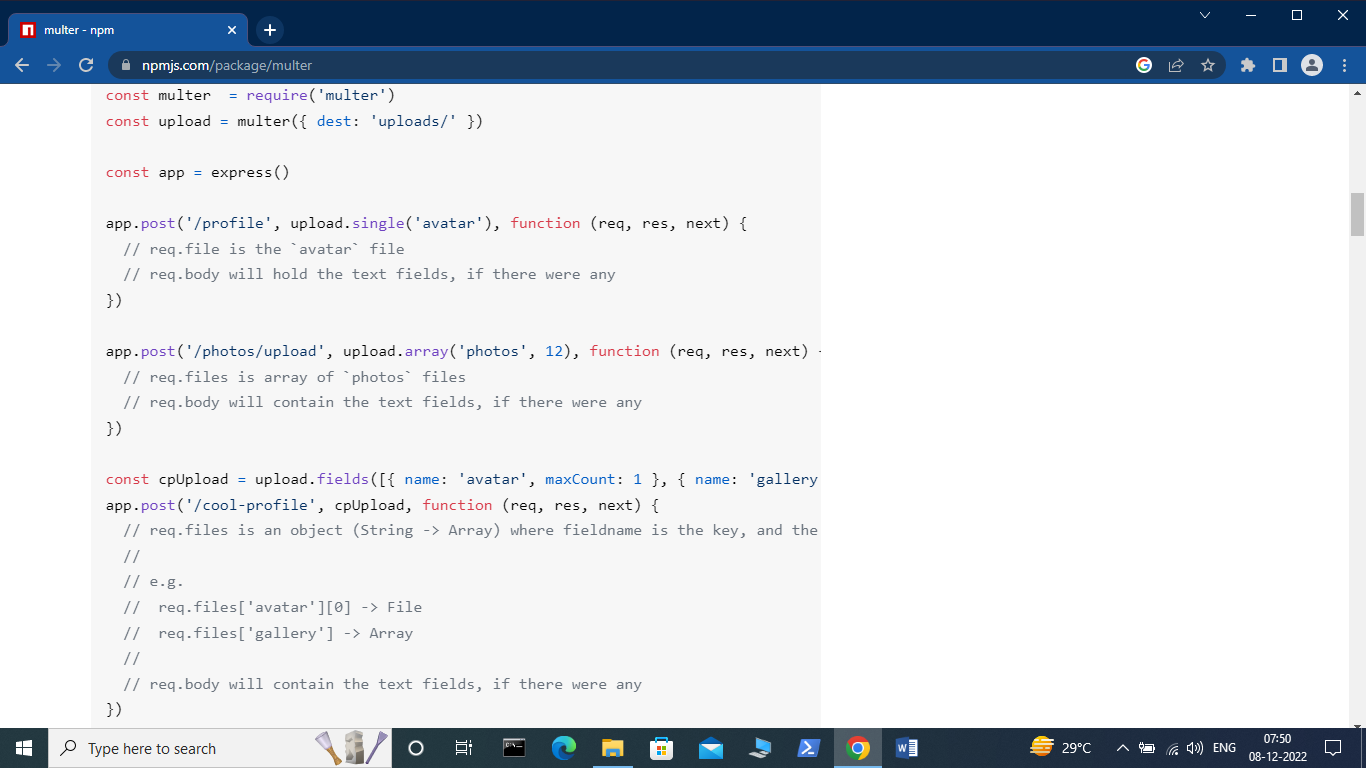 multer - npm
npmjs.com/package/multer
const multer  = require('multer')
const upload = multer({ dest: 'uploads/' })
const app = express()
app.post('/profile', upload.single('avatar'), function (req, res, next) {
  // req.file is the `avatar` file
  // req.body will hold the text fields, if there were any
})
app.post('/photos/upload', upload.array('photos', 12), function (req, res, next)
  // req.files is array of `photos` files
  // req.body will contain the text fields, if there were any
})
const cpUpload = upload.fields([{ name: 'avatar', maxCount: 1 }, { name: 'gallery
app.post('/cool-profile', cpUpload, function (req, res, next) {
  // req.files is an object (String -> Array) where fieldname is the key, and the
  //
  // e.g.
  //  req.files['avatar'][0] -> File
  //  req.files['gallery'] -> Array
  //
  // req.body will contain the text fields, if there were any
})
Type here to search
29°C
ENG
07:50
08-12-2022